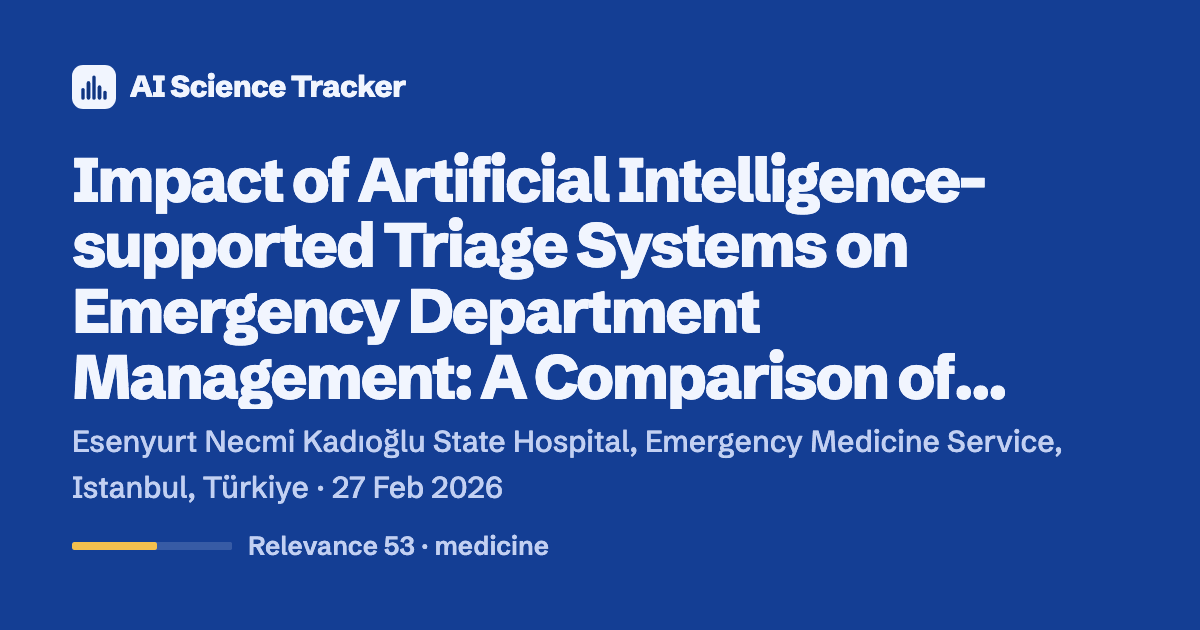 AI Science Tracker
Impact of Artificial Intelligence-
supported Triage Systems on
Emergency Department
Management: A Comparison of...
Esenyurt Necmi Kadıoğlu State Hospital, Emergency Medicine Service,
Istanbul, Türkiye · 27 Feb 2026
Relevance 53 · medicine